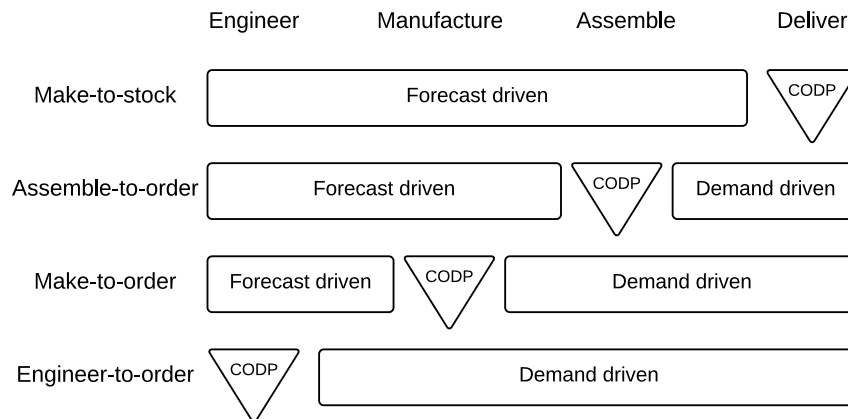 Engineer Manufacture Assemble Deliver
Make-to-stock Forecast driven CODP
Assemble-to-order Forecast driven CODP Demand driven
Make-to-order Forecast driven CODP Demand driven
Engineer-to-order CODP Demand driven